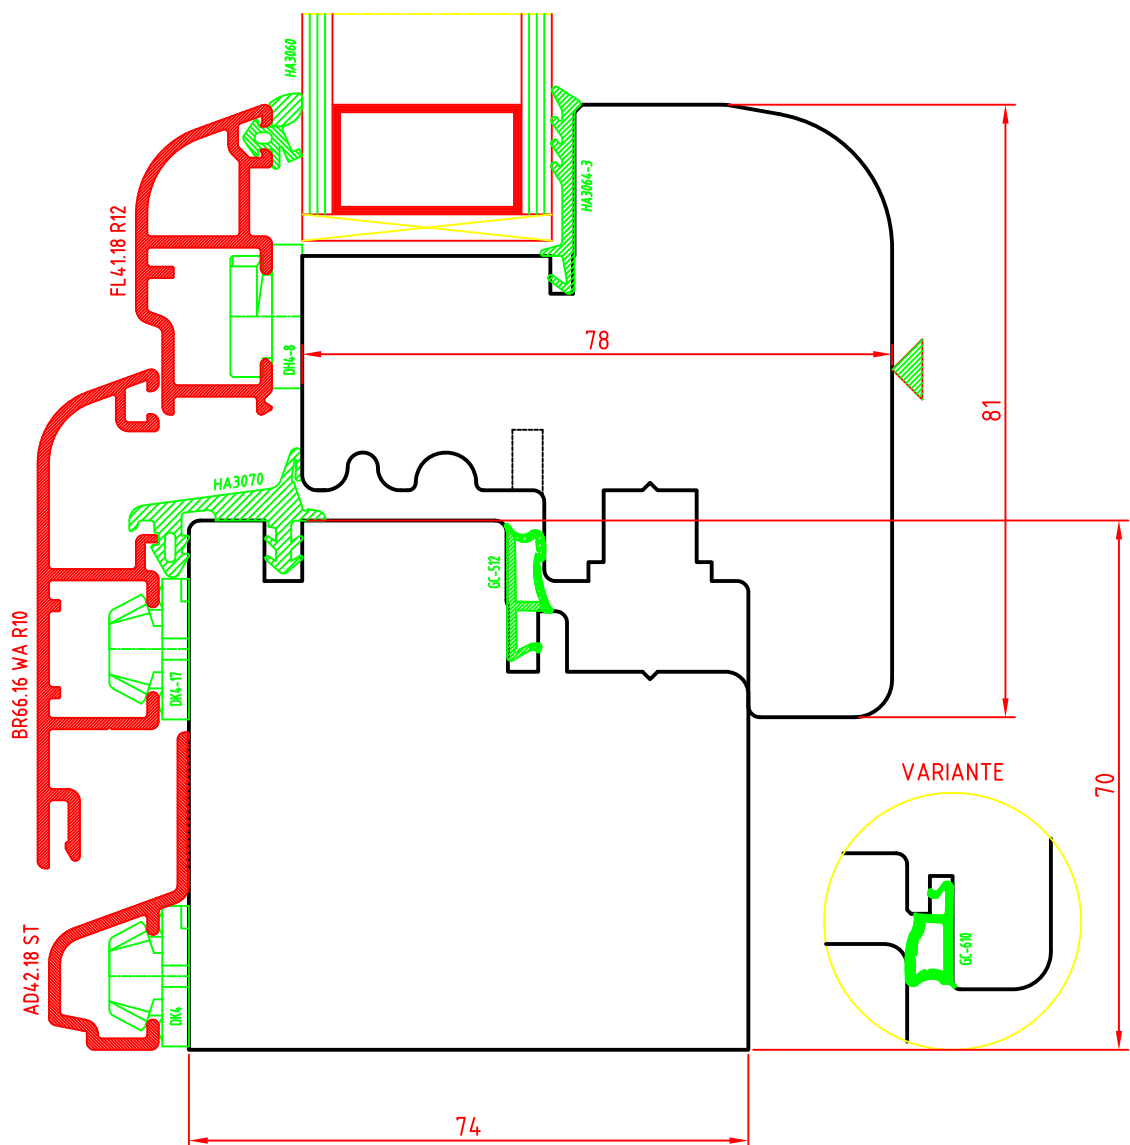 HA3060
HA3064-3
FL41.18 R12
DH4-8
78
81
HA3070
GC-512
BR66.16 WA R10
DK4-17
VARIANTE
70
GC-610
AD42.18 ST
DK4
74